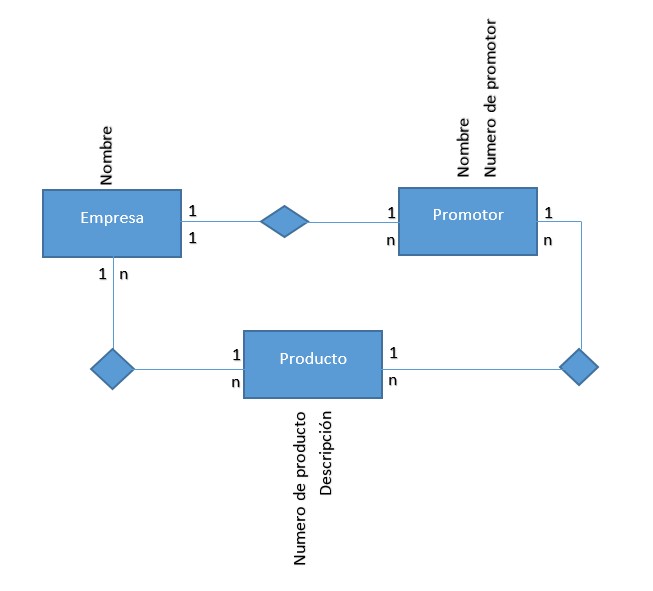 Nombre
Numero de promotor
Nombre
Empresa
1
1
1
n
Promotor
1
n
1 n
1
n
Producto
1
n
Numero de producto
Descripción